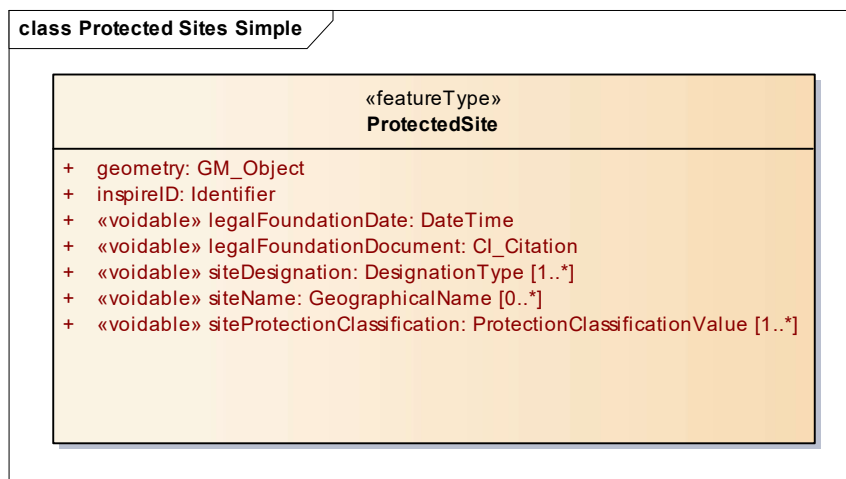 class Protected Sites Simple
«featureType»
ProtectedSite
+ geometry: GM_Object
+ inspireID: Identifier
+ «voidable» legalFoundationDate: DateTime
+ «voidable» legalFoundationDocument: CI_Citation
+ «voidable» siteDesignation: DesignationType [1..*]
+ «voidable» siteName: GeographicalName [0..*]
+ «voidable» siteProtectionClassification: ProtectionClassificationValue [1..*]